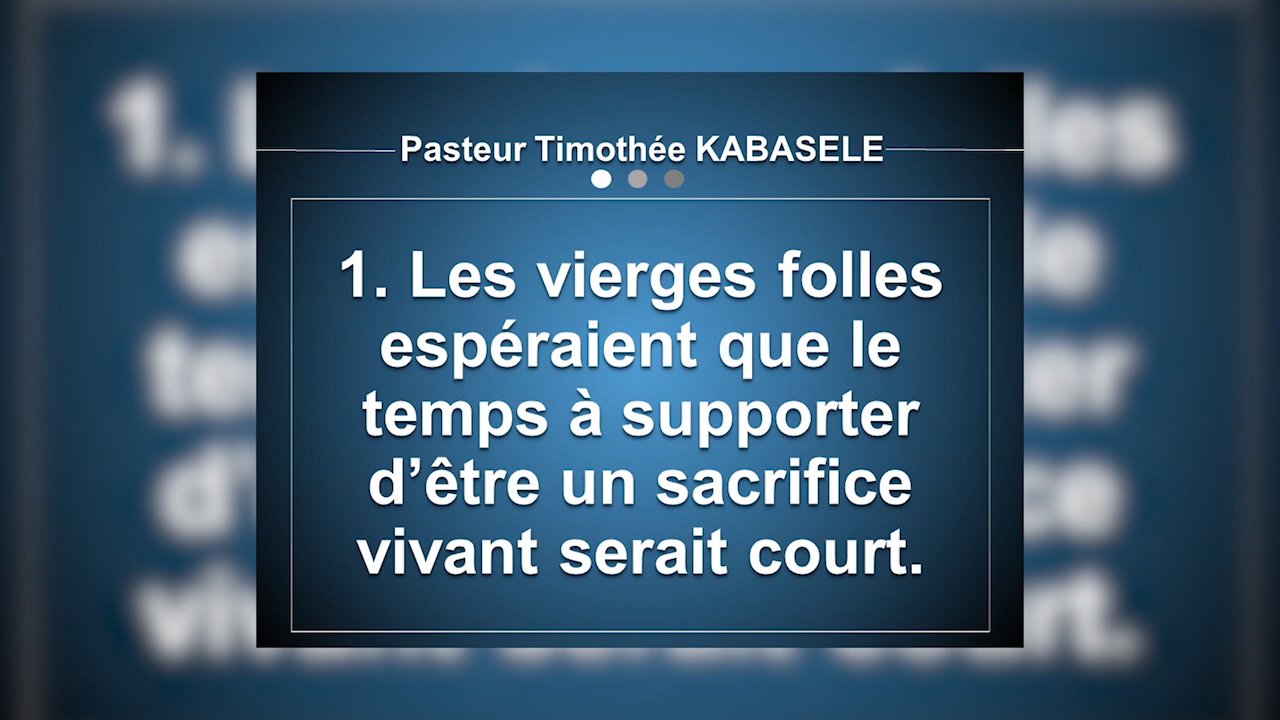 Pasteur Timothée KABASELE
1. Les vierges folles
espéraient que le
temps à supporter
d’être un sacrifice
vivant serait court.